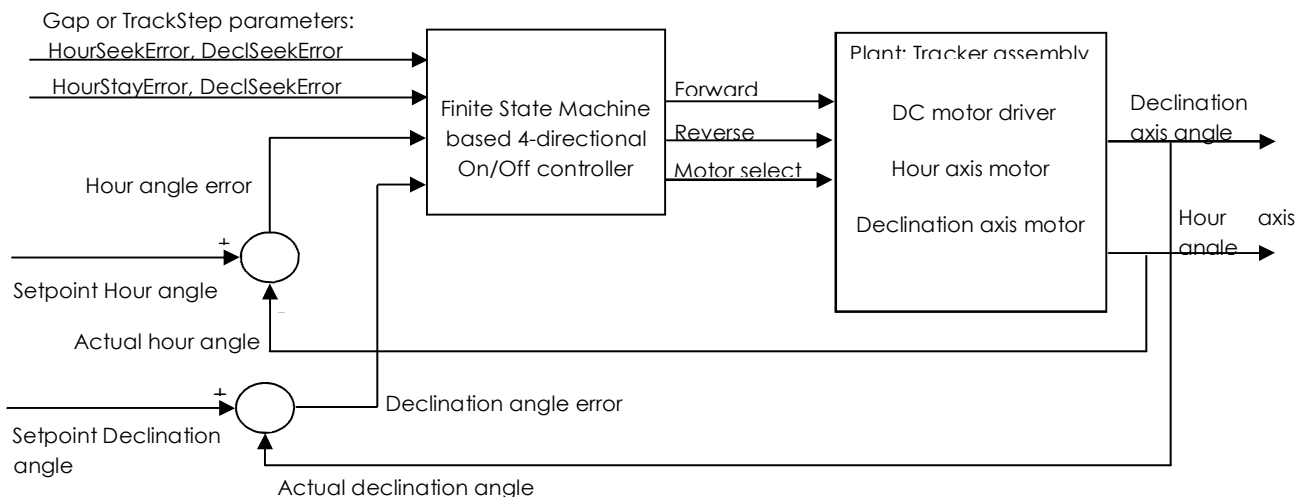 Gap or TrackStep parameters:
HourSeekError, DeclSeekError
HourStayError, DeclSeekError
Finite State Machine
based 4-directional
On/Off controller
Forward
Reverse
Motor select
Plant: Tracker assembly
DC motor driver
Hour axis motor
Declination axis motor
Declination
axis angle
Hour axis
angle
Hour angle error
+
Setpoint Hour angle
-
Actual hour angle
+
Declination angle error
Setpoint Declination
angle
Actual declination angle